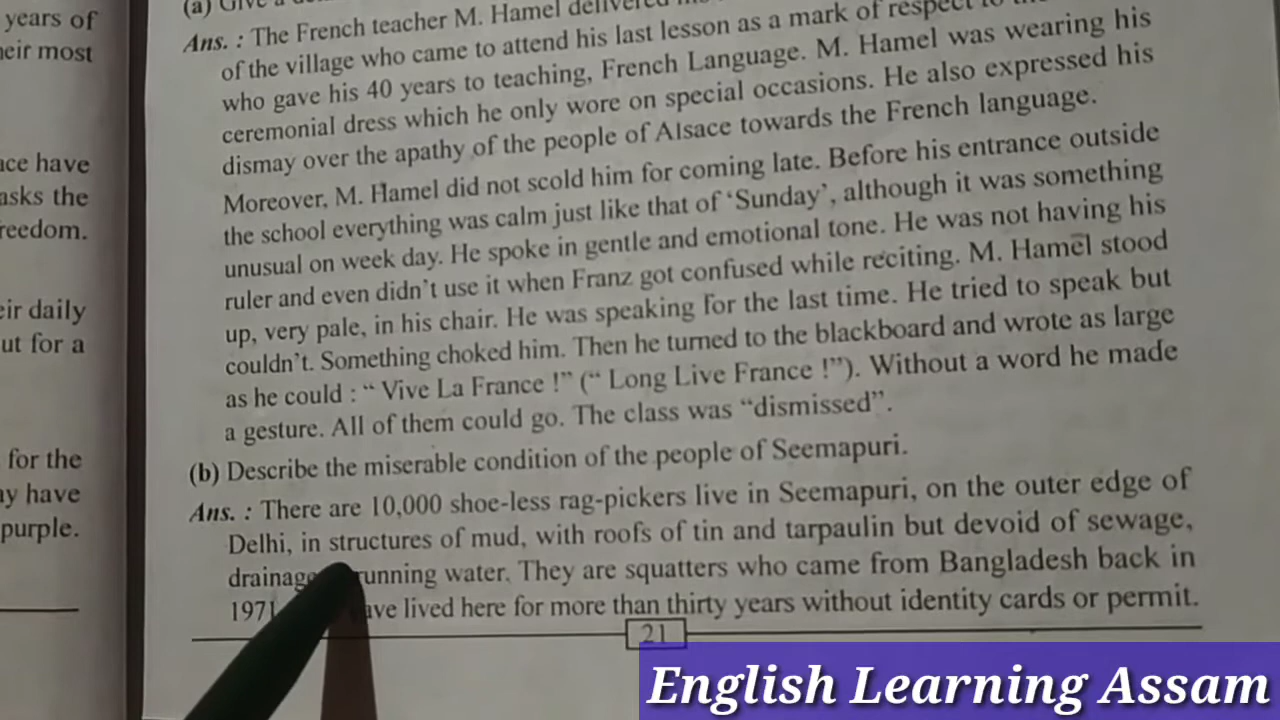 years of
heir most
ace have
asks the
reedom.
eir daily
ut for a
for the
ay have
purple.
(a) Give a
Ans. : The French teacher M. Hamel delivered
of the village who came to attend his last lesson as a mark of respect to
who gave his 40 years to teaching, French Language. M. Hamel was wearing his
ceremonial dress which he only wore on special occasions. He also expressed his
dismay over the apathy of the people of Alsace towards the French language.
Moreover, M. Hamel did not scold him for coming late. Before his entrance outside
the school everything was calm just like that of ‘Sunday’, although it was something
unusual on week day. He spoke in gentle and emotional tone. He was not having his
ruler and even didn’t use it when Franz got confused while reciting. M. Hamel stood
up, very pale, in his chair. He was speaking for the last time. He tried to speak but
couldn’t. Something choked him. Then he turned to the blackboard and wrote as large
as he could : “ Vive La France !” (“ Long Live France !”). Without a word he made
a gesture. All of them could go. The class was “dismissed”.
(b) Describe the miserable condition of the people of Seemapuri.
Ans. : There are 10,000 shoe-less rag-pickers live in Seemapuri, on the outer edge of
Delhi, in structures of mud, with roofs of tin and tarpaulin but devoid of sewage,
drainag running water. They are squatters who came from Bangladesh back in
1971 ave lived here for more than thirty years without identity cards or permit.
21
English Learning Assam